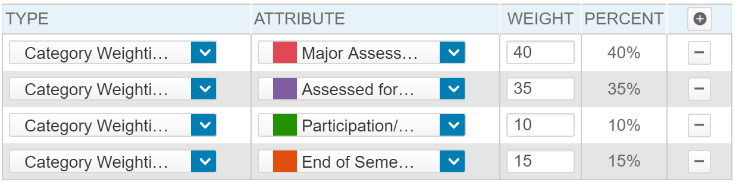 TYPE ATTRIBUTE WEIGHT PERCENT
Category Weighti... Major Assess... 40 40%
Category Weighti... Assessed for... 35 35%
Category Weighti... Participation/... 10 10%
Category Weighti... End of Seme... 15 15%